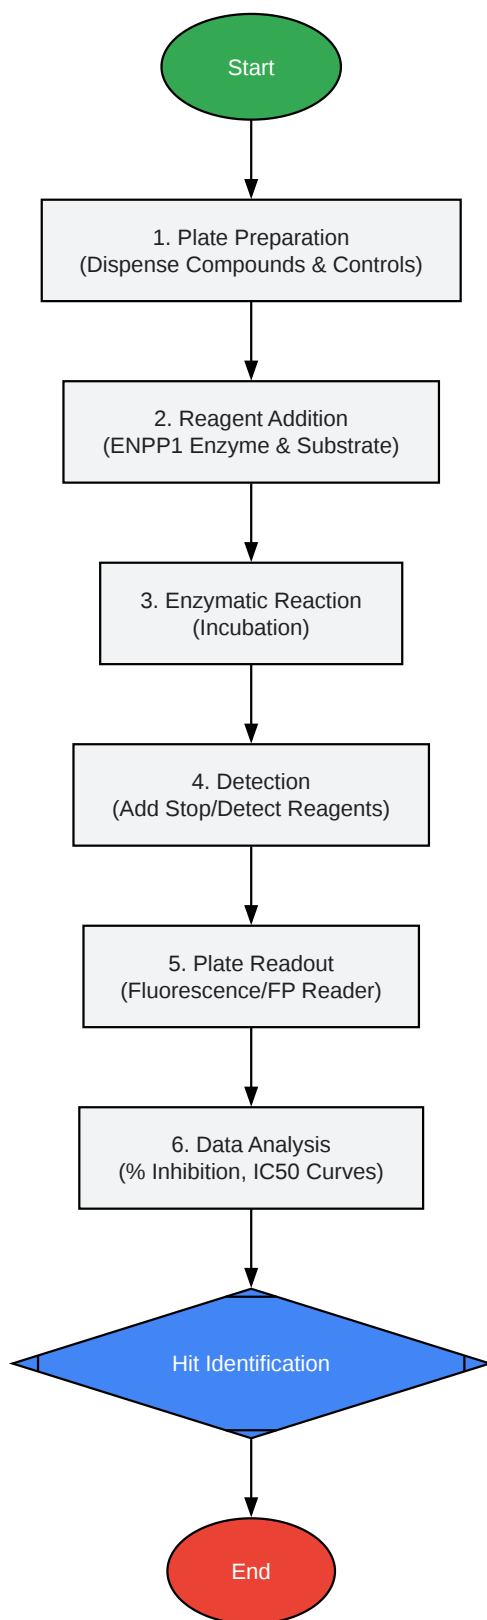 Start
1. Plate Preparation
(Dispense Compounds & Controls)
2. Reagent Addition
(ENPP1 Enzyme & Substrate)
3. Enzymatic Reaction
(Incubation)
4. Detection
(Add Stop/Detect Reagents)
5. Plate Readout
(Fluorescence/FP Reader)
6. Data Analysis
(% Inhibition, IC50 Curves)
Hit Identification
End